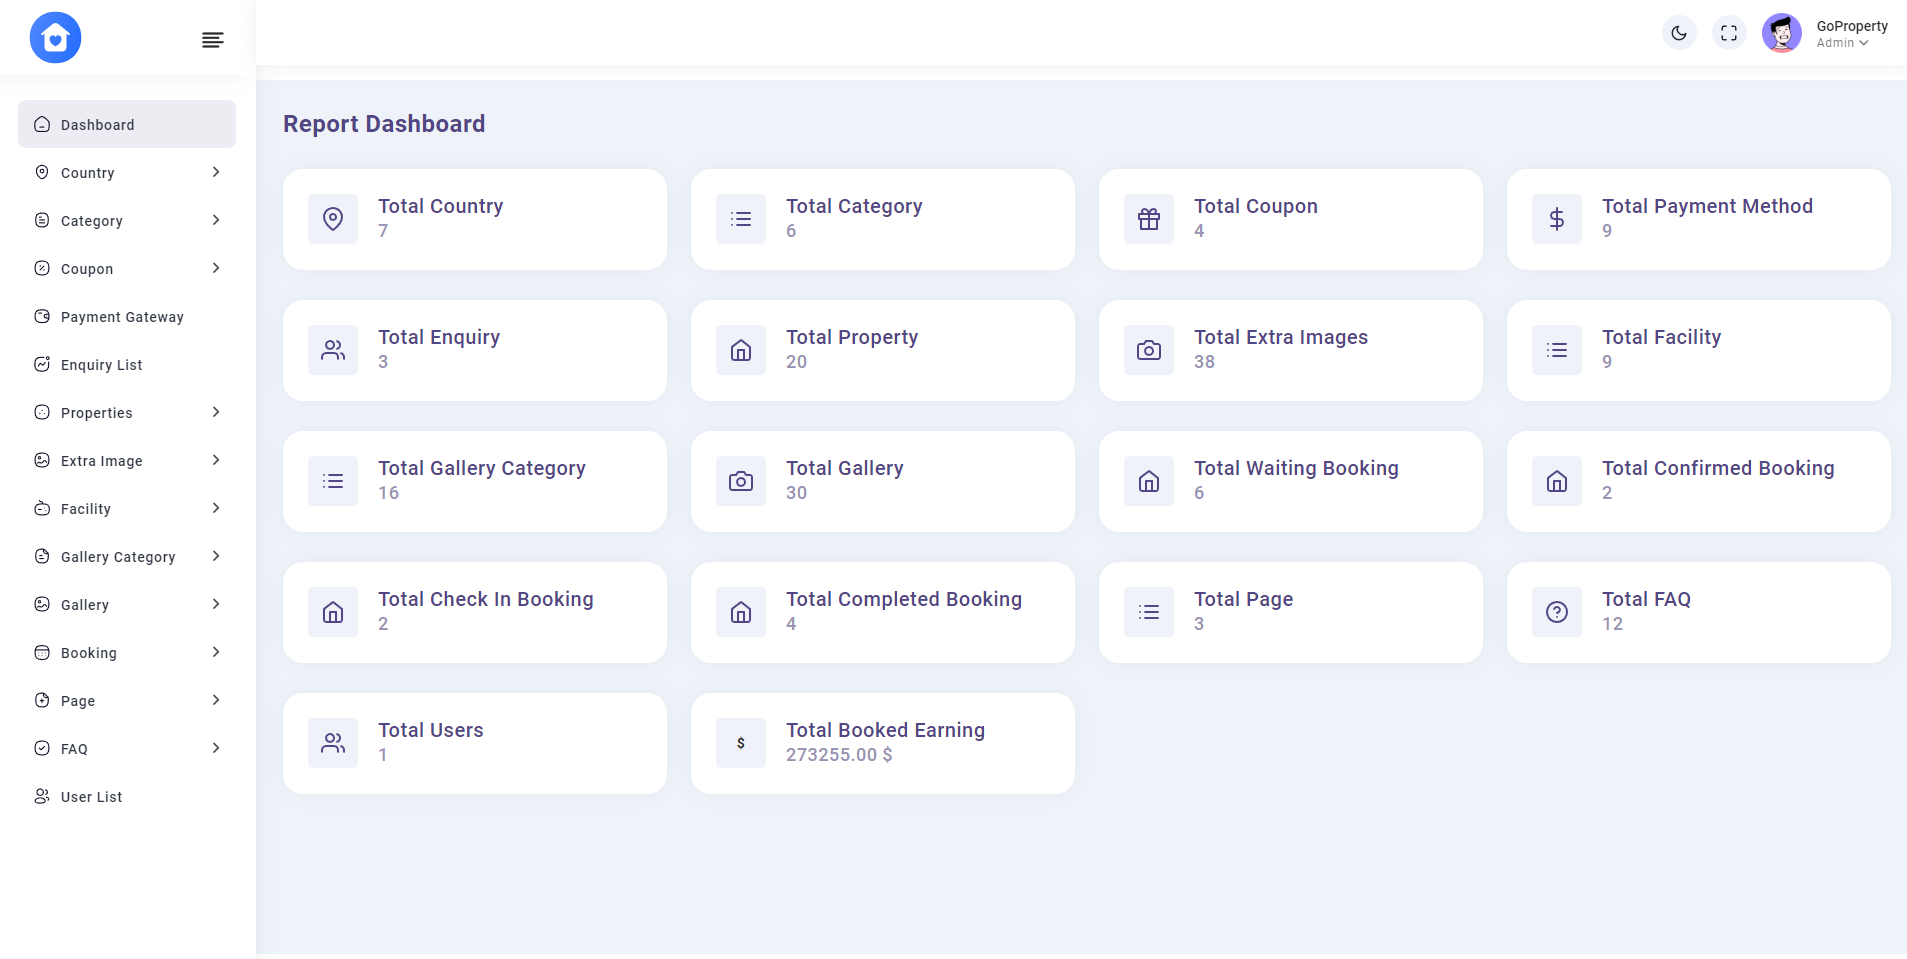 GoProperty
Admin
Dashboard
Country
Category
Coupon
Payment Gateway
Enquiry List
Properties
Extra Image
Facility
Gallery Category
Gallery
Booking
Page
FAQ
User List
Report Dashboard
Total Country
7
Total Category
6
Total Coupon
4
Total Payment Method
9
Total Enquiry
3
Total Property
20
Total Extra Images
38
Total Facility
9
Total Gallery Category
16
Total Gallery
30
Total Waiting Booking
6
Total Confirmed Booking
2
Total Check In Booking
2
Total Completed Booking
4
Total Page
3
Total FAQ
12
Total Users
1
$
Total Booked Earning
273255.00 $